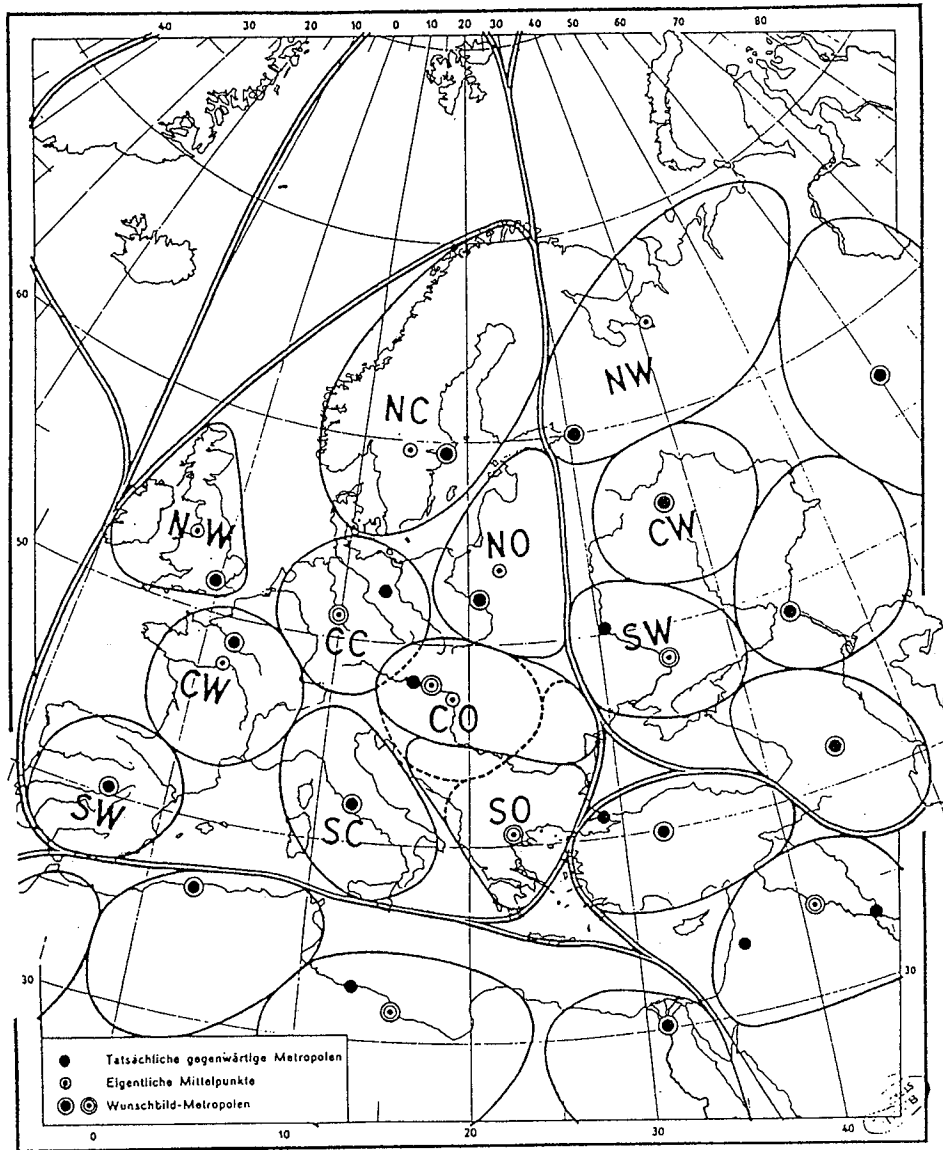 40 30 20 10 0 10 20 30 40 50 60 70 80
60
NW
NC
NW
CW
50
NO
CC
SW
CW
CO
SW
SC
SO
30
30
Tatsächliche gegenwärtige Metropolen
Eigentliche Mittelpunkte
Wunschbild-Metropolen
0 10 20 30 40